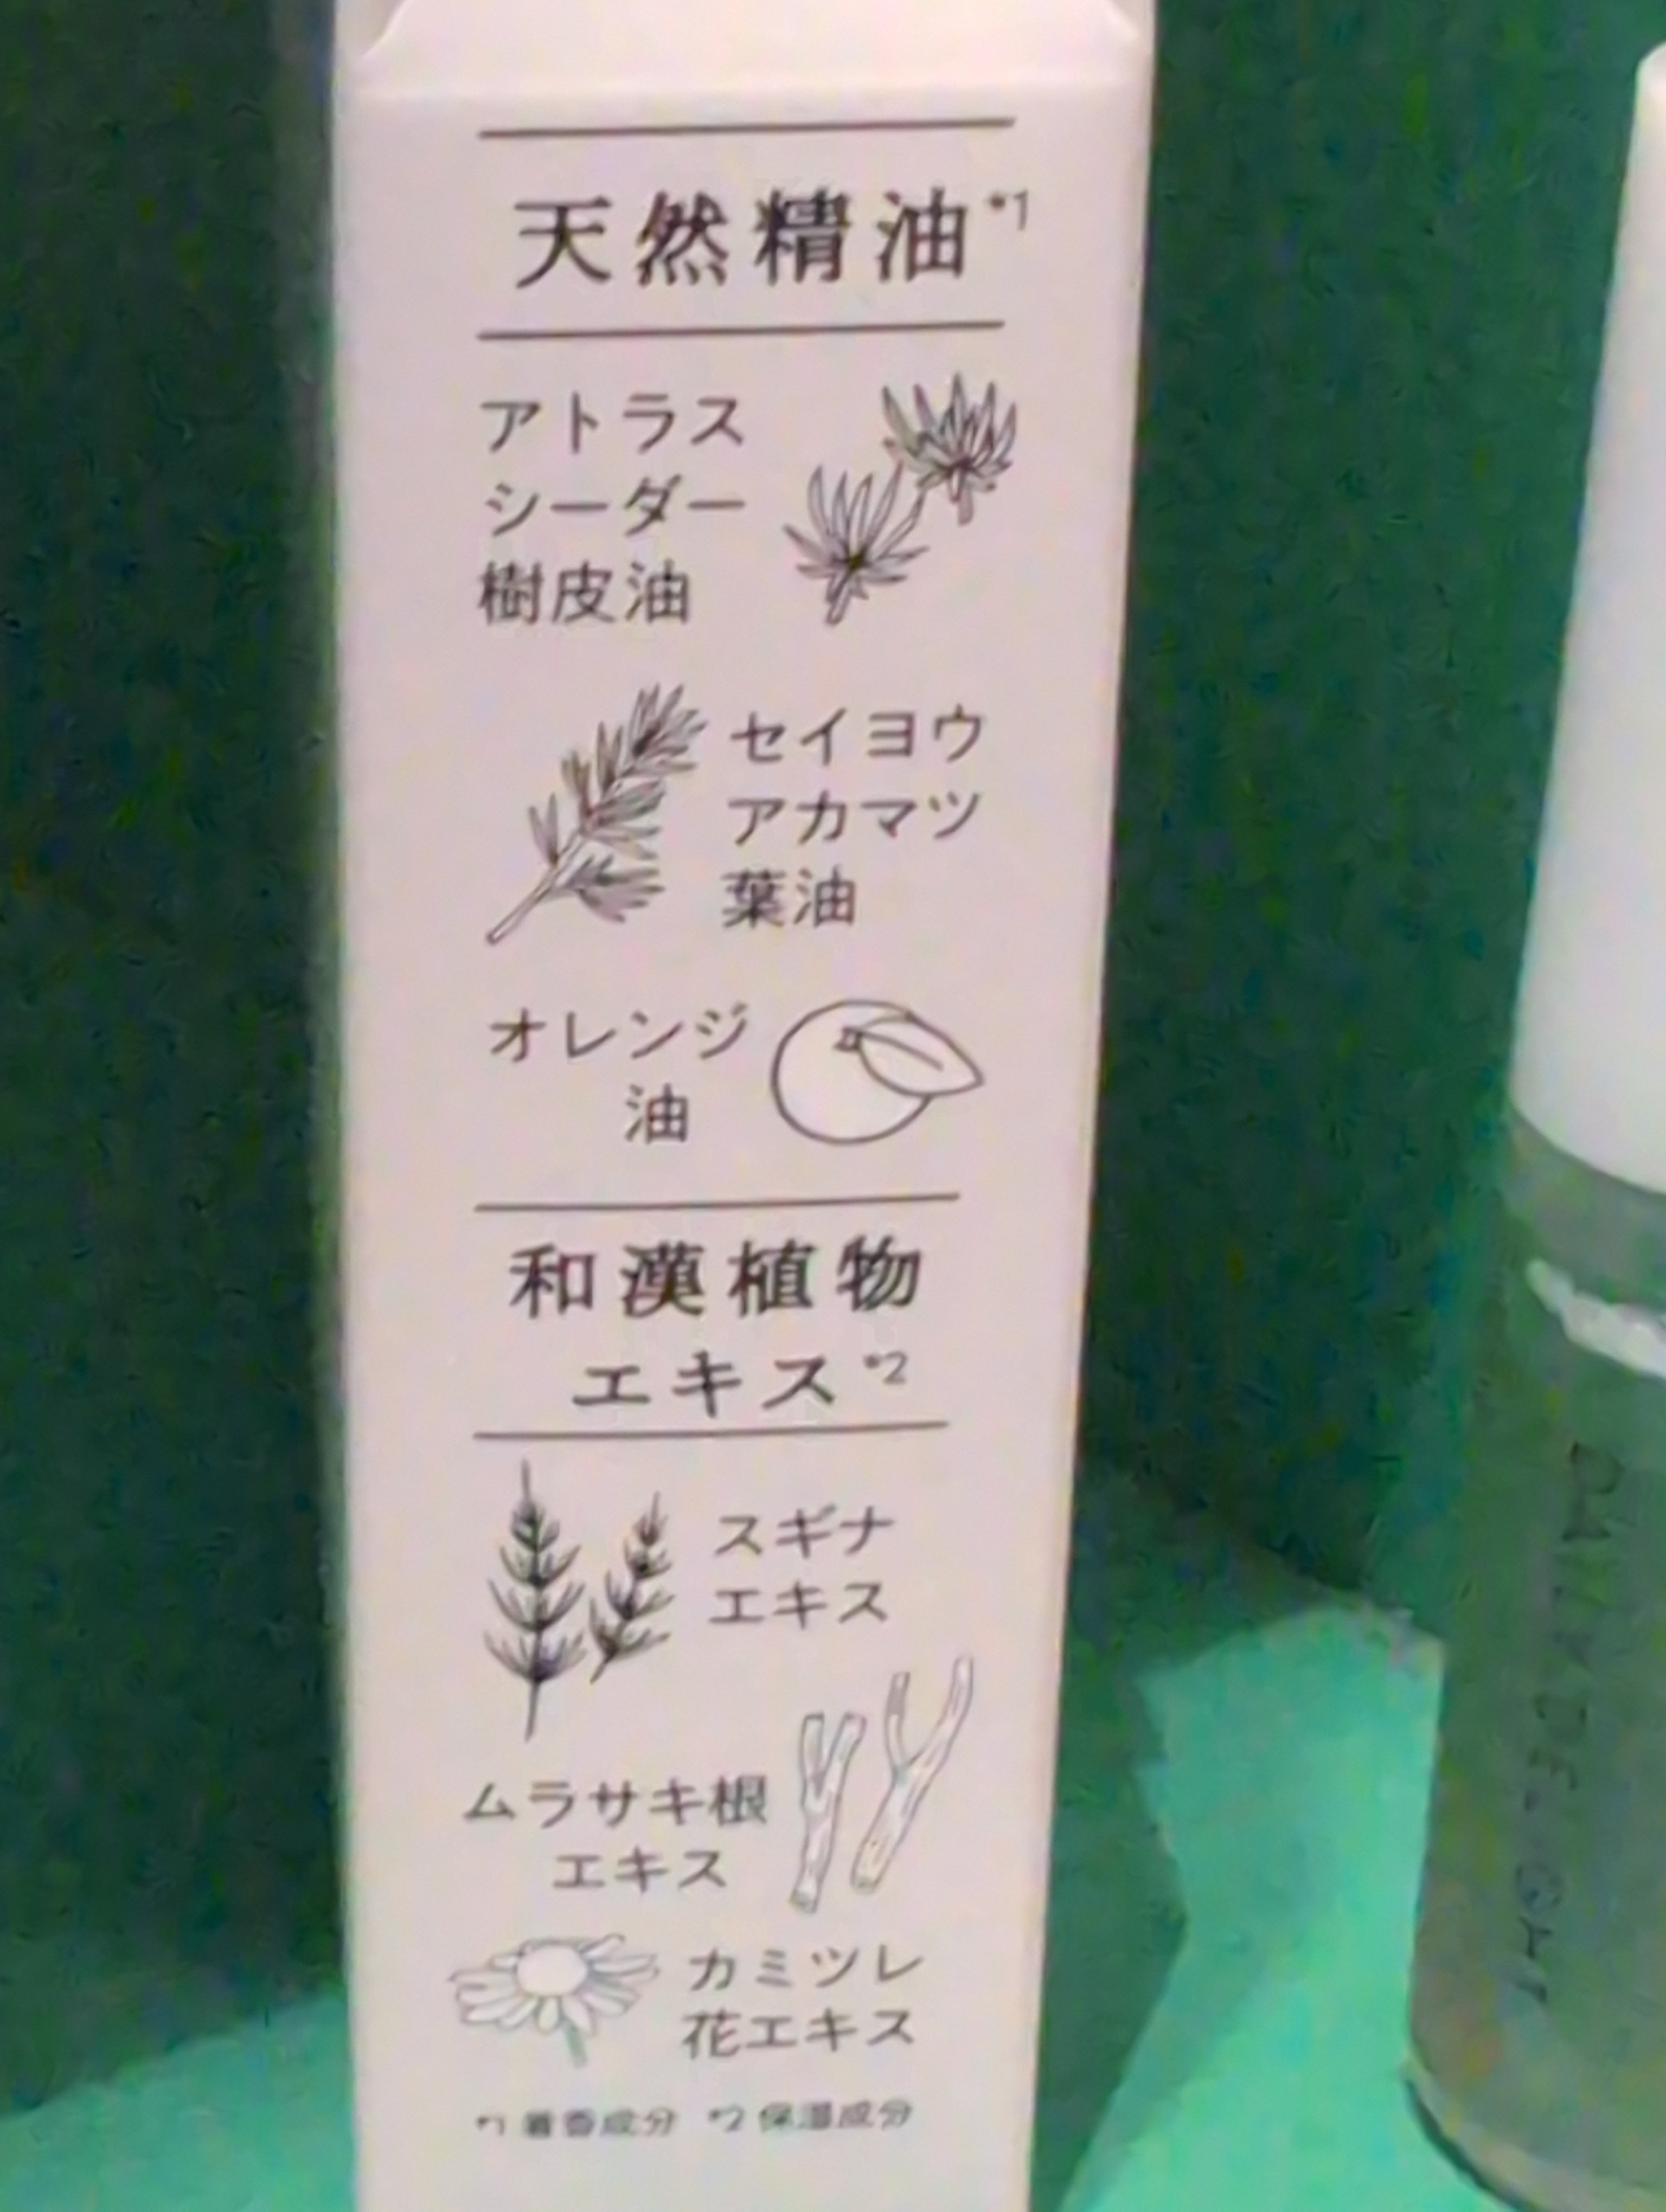 天然精油*1
アトラス
シーダー
樹皮油
セイヨウ
アカマツ
葉油
オレンジ
油
和漢植物
エキス*2
スギナ
エキス
ムラサキ根
エキス
カミツレ
花エキス
*1 着香成分 *2 保湿成分